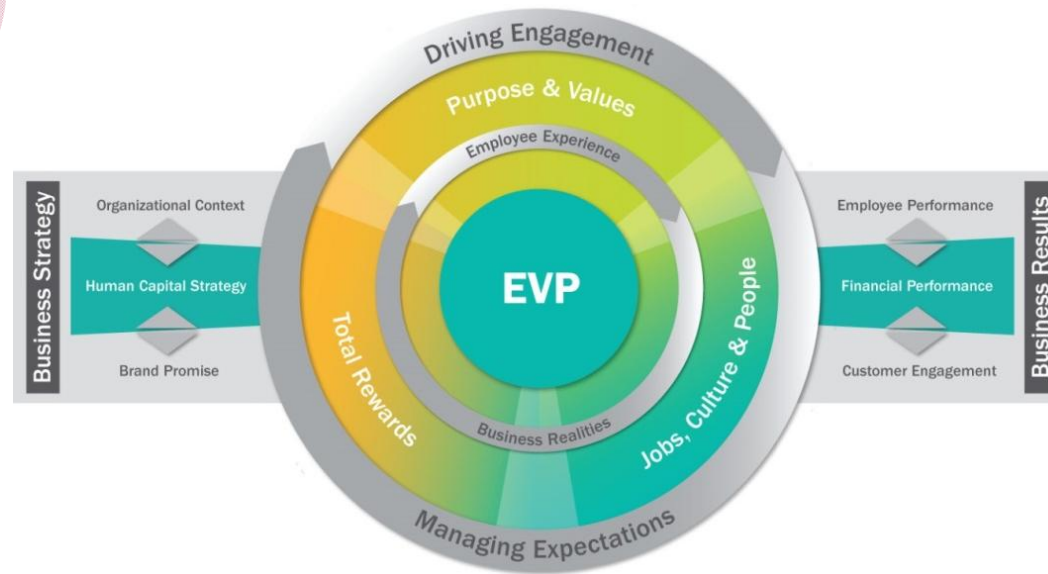 Driving Engagement
Purpose & Values
Employee Experience
Business Strategy
Organizational Context
Human Capital Strategy
Brand Promise
EVP
Total Rewards
Jobs, Culture & People
Business Realities
Managing Expectations
Employee Performance
Financial Performance
Customer Engagement
Business Results